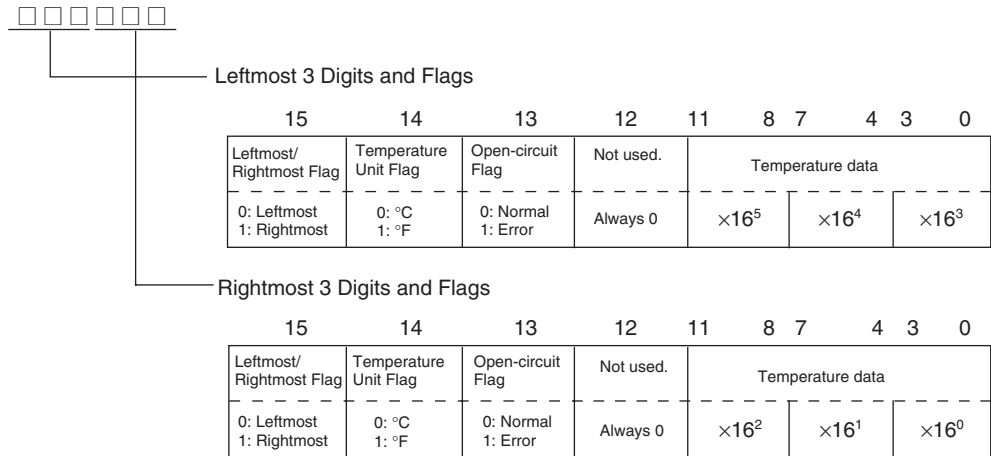 □□□□□□
Leftmost 3 Digits and Flags
15 14 13 12 11 8 7 4 3 0
Leftmost/ Temperature Open-circuit Not used. Temperature data
Rightmost Flag Unit Flag Flag
0: Leftmost 0: °C 0: Normal Always 0 ×16⁵ ×16⁴ ×16³
1: Rightmost 1: °F 1: Error
Rightmost 3 Digits and Flags
15 14 13 12 11 8 7 4 3 0
Leftmost/ Temperature Open-circuit Not used. Temperature data
Rightmost Flag Unit Flag Flag
0: Leftmost 0: °C 0: Normal Always 0 ×16² ×16¹ ×16⁰
1: Rightmost 1: °F 1: Error